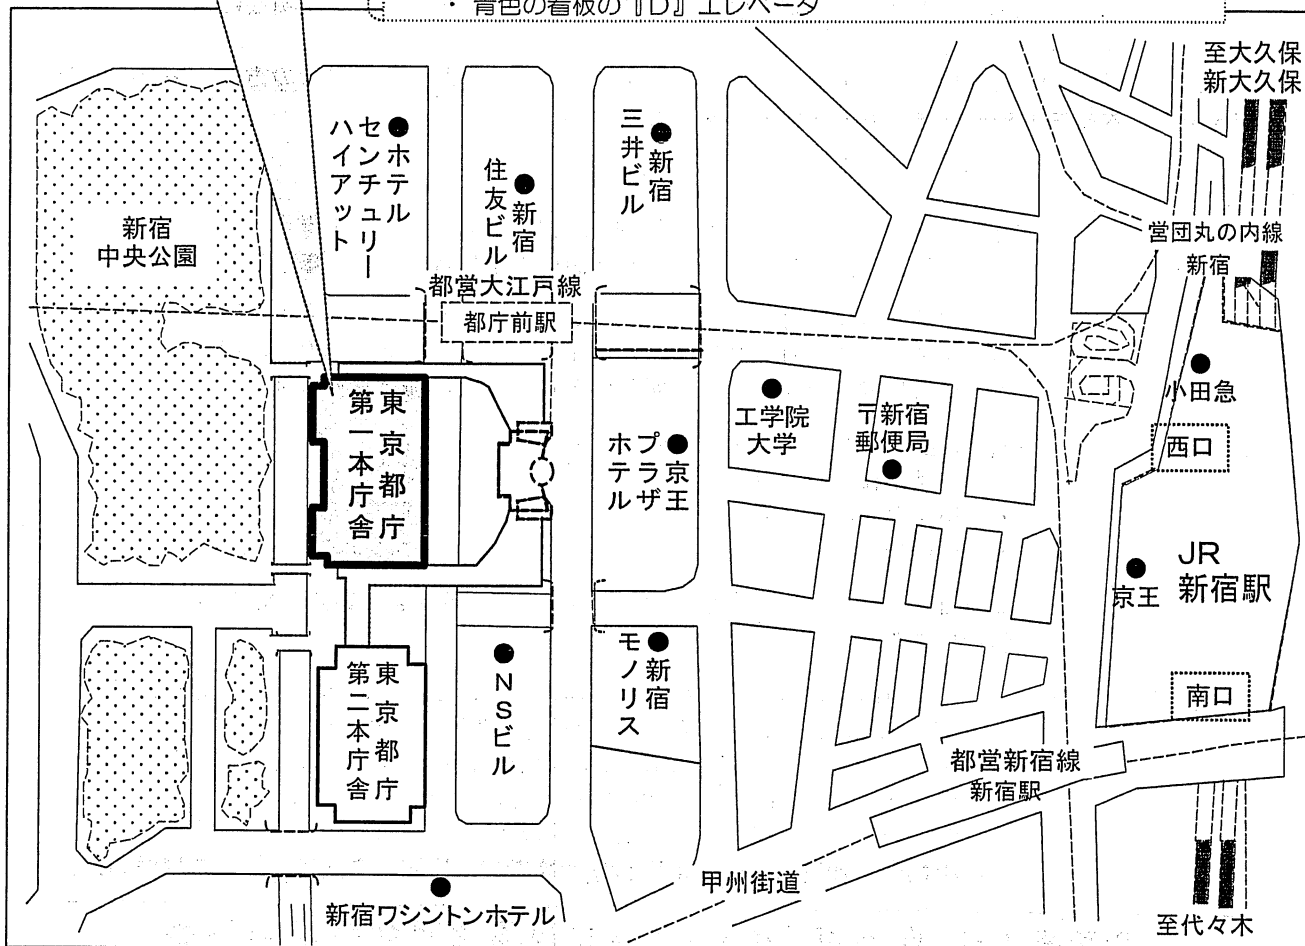 ・ 青色の看板の『D』エレベータ
至大久保
新大久保
●ホテル
センチュリー
ハイアット
●新宿
住友ビル
●新宿
三井ビル
新宿
中央公園
営団丸の内線
新宿
都営大江戸線
都庁前駅
●
小田急
東京都庁
第一本庁舎
●京王
プラザ
ホテル
●
工学院
大学
〒新宿
郵便局
●
西口
●
京王
JR
新宿駅
東京都庁
第二本庁舎
●NSビル
●新宿
モノリス
南口
都営新宿線
新宿駅
甲州街道
●
新宿ワシントンホテル
至代々木